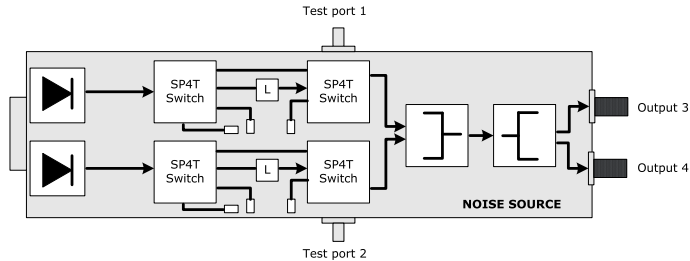 Test port 1
SP4T
Switch
L
SP4T
Switch
Output 3
SP4T
Switch
L
SP4T
Switch
Output 4
NOISE SOURCE
Test port 2